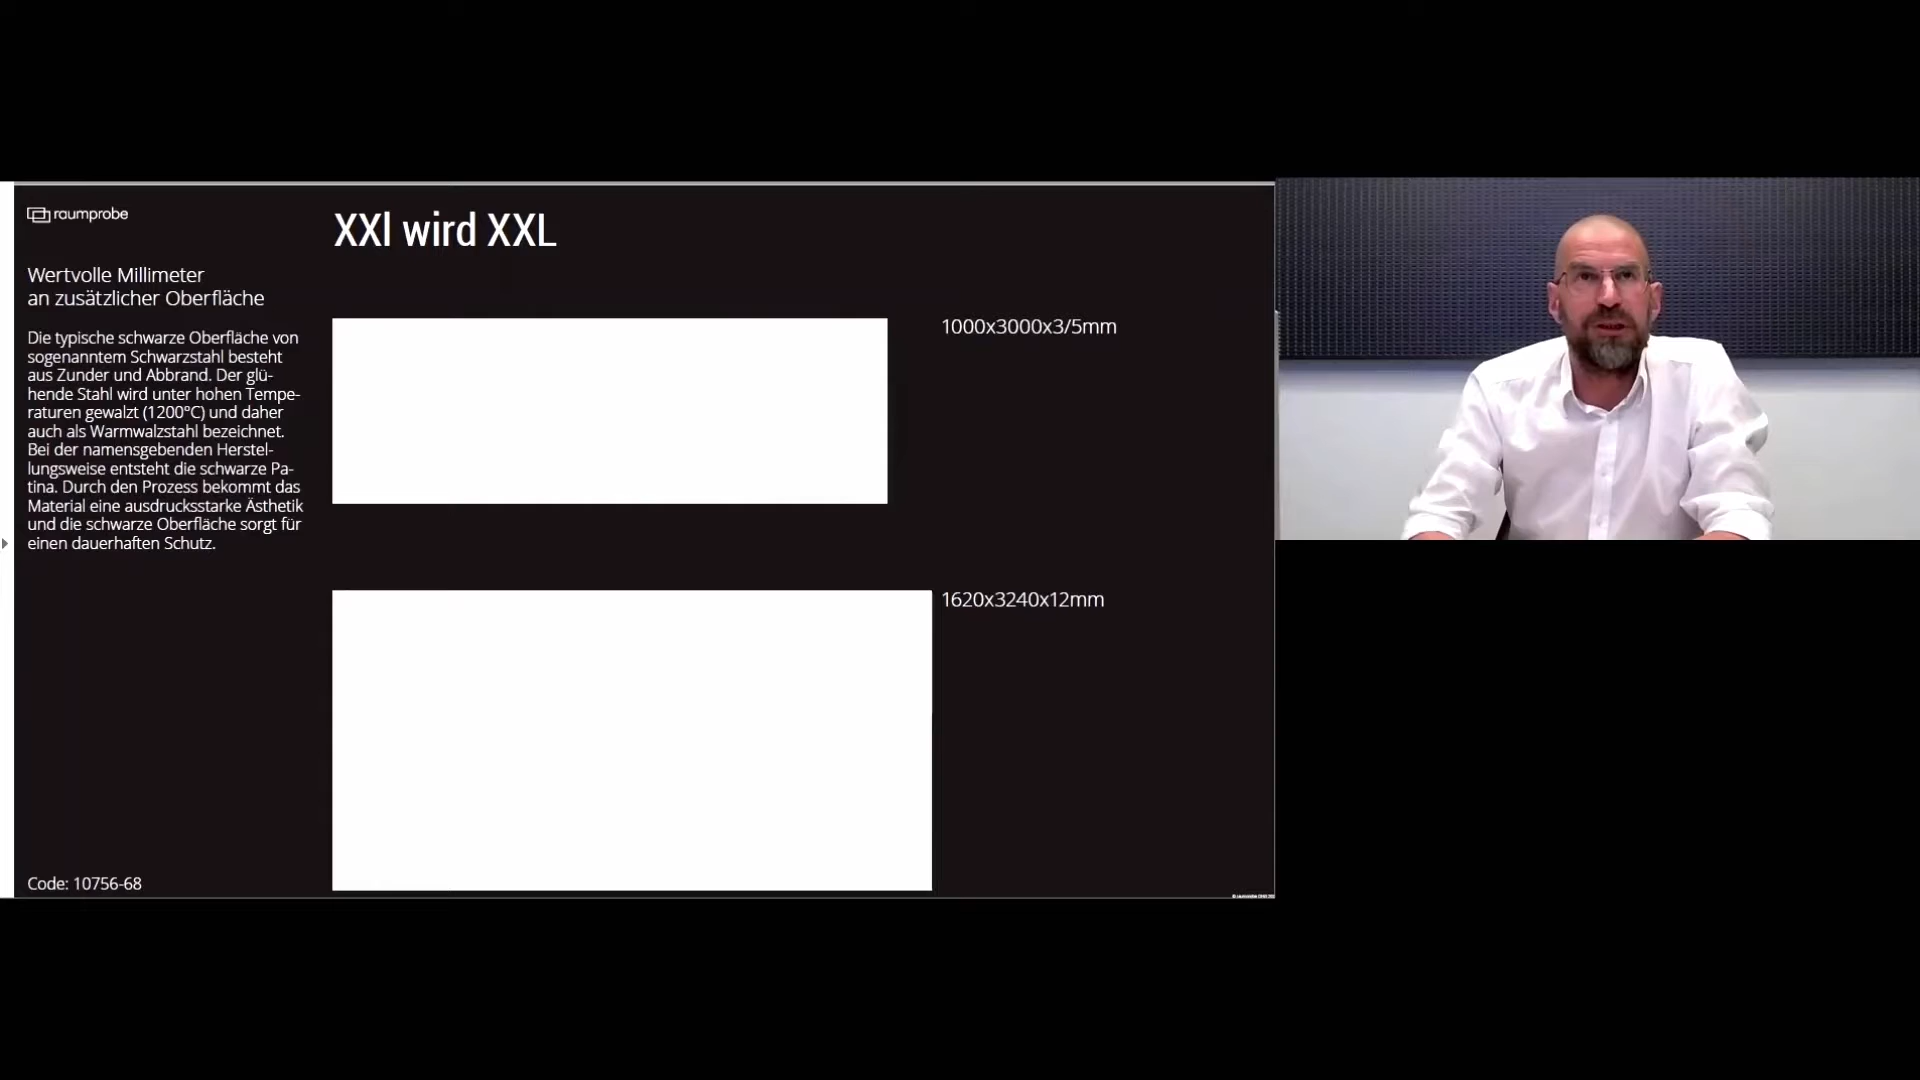 raumprobe
XXl wird XXL
Wertvolle Millimeter
an zusätzlicher Oberfläche
Die typische schwarze Oberfläche von
sogenanntem Schwarzstahl besteht
aus Zunder und Abbrand. Der glü-
hende Stahl wird unter hohen Tempe-
raturen gewalzt (1200°C) und daher
auch als Warmwalzstahl bezeichnet.
Bei der namensgebenden Herstel-
lungsweise entsteht die schwarze Pa-
tina. Durch den Prozess bekommt das
Material eine ausdrucksstarke Ästhetik
und die schwarze Oberfläche sorgt für
einen dauerhaften Schutz.
1000x3000x3/5mm
1620x3240x12mm
Code: 10756-68